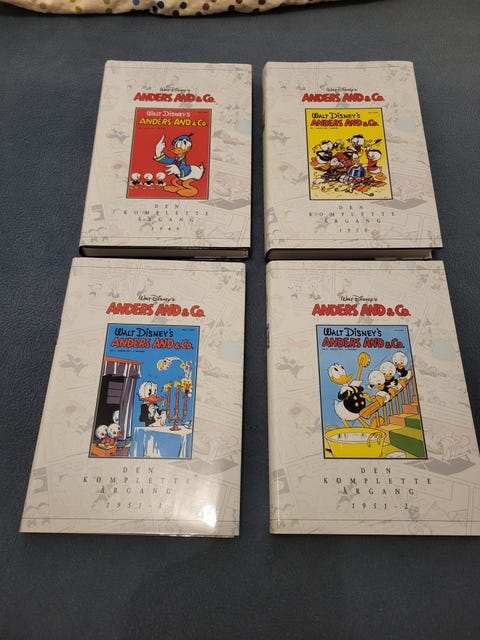 Walt Disney's
ANDERS AND & Co.
WALT DISNEY'S
ANDERS AND & Co.
DEN
KOMPLETTE
ÅRGANG
1949
Walt Disney's
ANDERS AND & Co.
WALT DISNEY'S
ANDERS AND & Co.
DEN
KOMPLETTE
ÅRGANG
1950
Walt Disney's
ANDERS AND & Co.
WALT DISNEY'S
ANDERS AND & Co.
DEN
KOMPLETTE
ÅRGANG
1951-1
Walt Disney's
ANDERS AND & Co.
WALT DISNEY'S
ANDERS AND & Co.
DEN
KOMPLETTE
ÅRGANG
1951-2